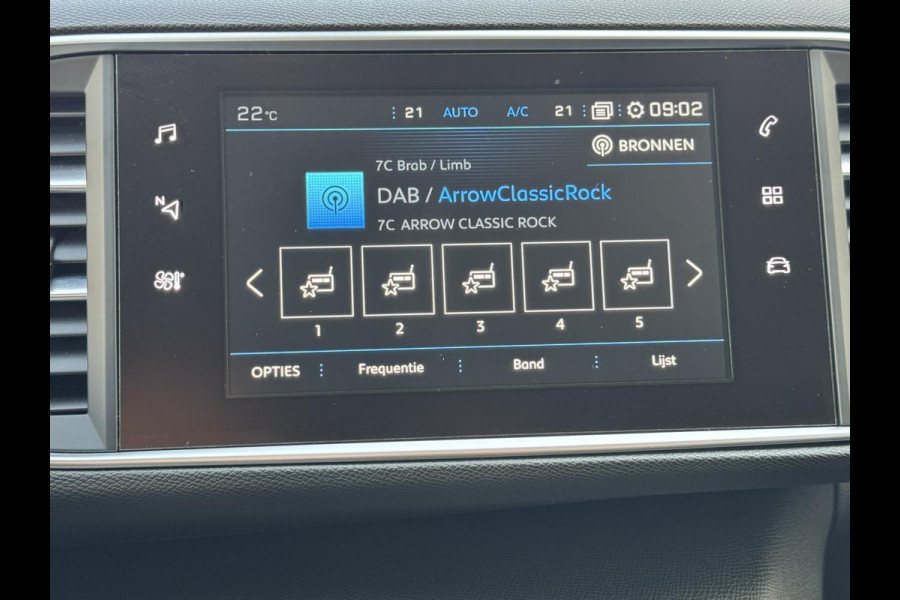 22°C 21 AUTO A/C 21 09:02
BRONNEN
7C Brab / Limb
DAB / ArrowClassicRock
7C ARROW CLASSIC ROCK
N
1 2 3 4 5
OPTIES Frequentie Band Lijst